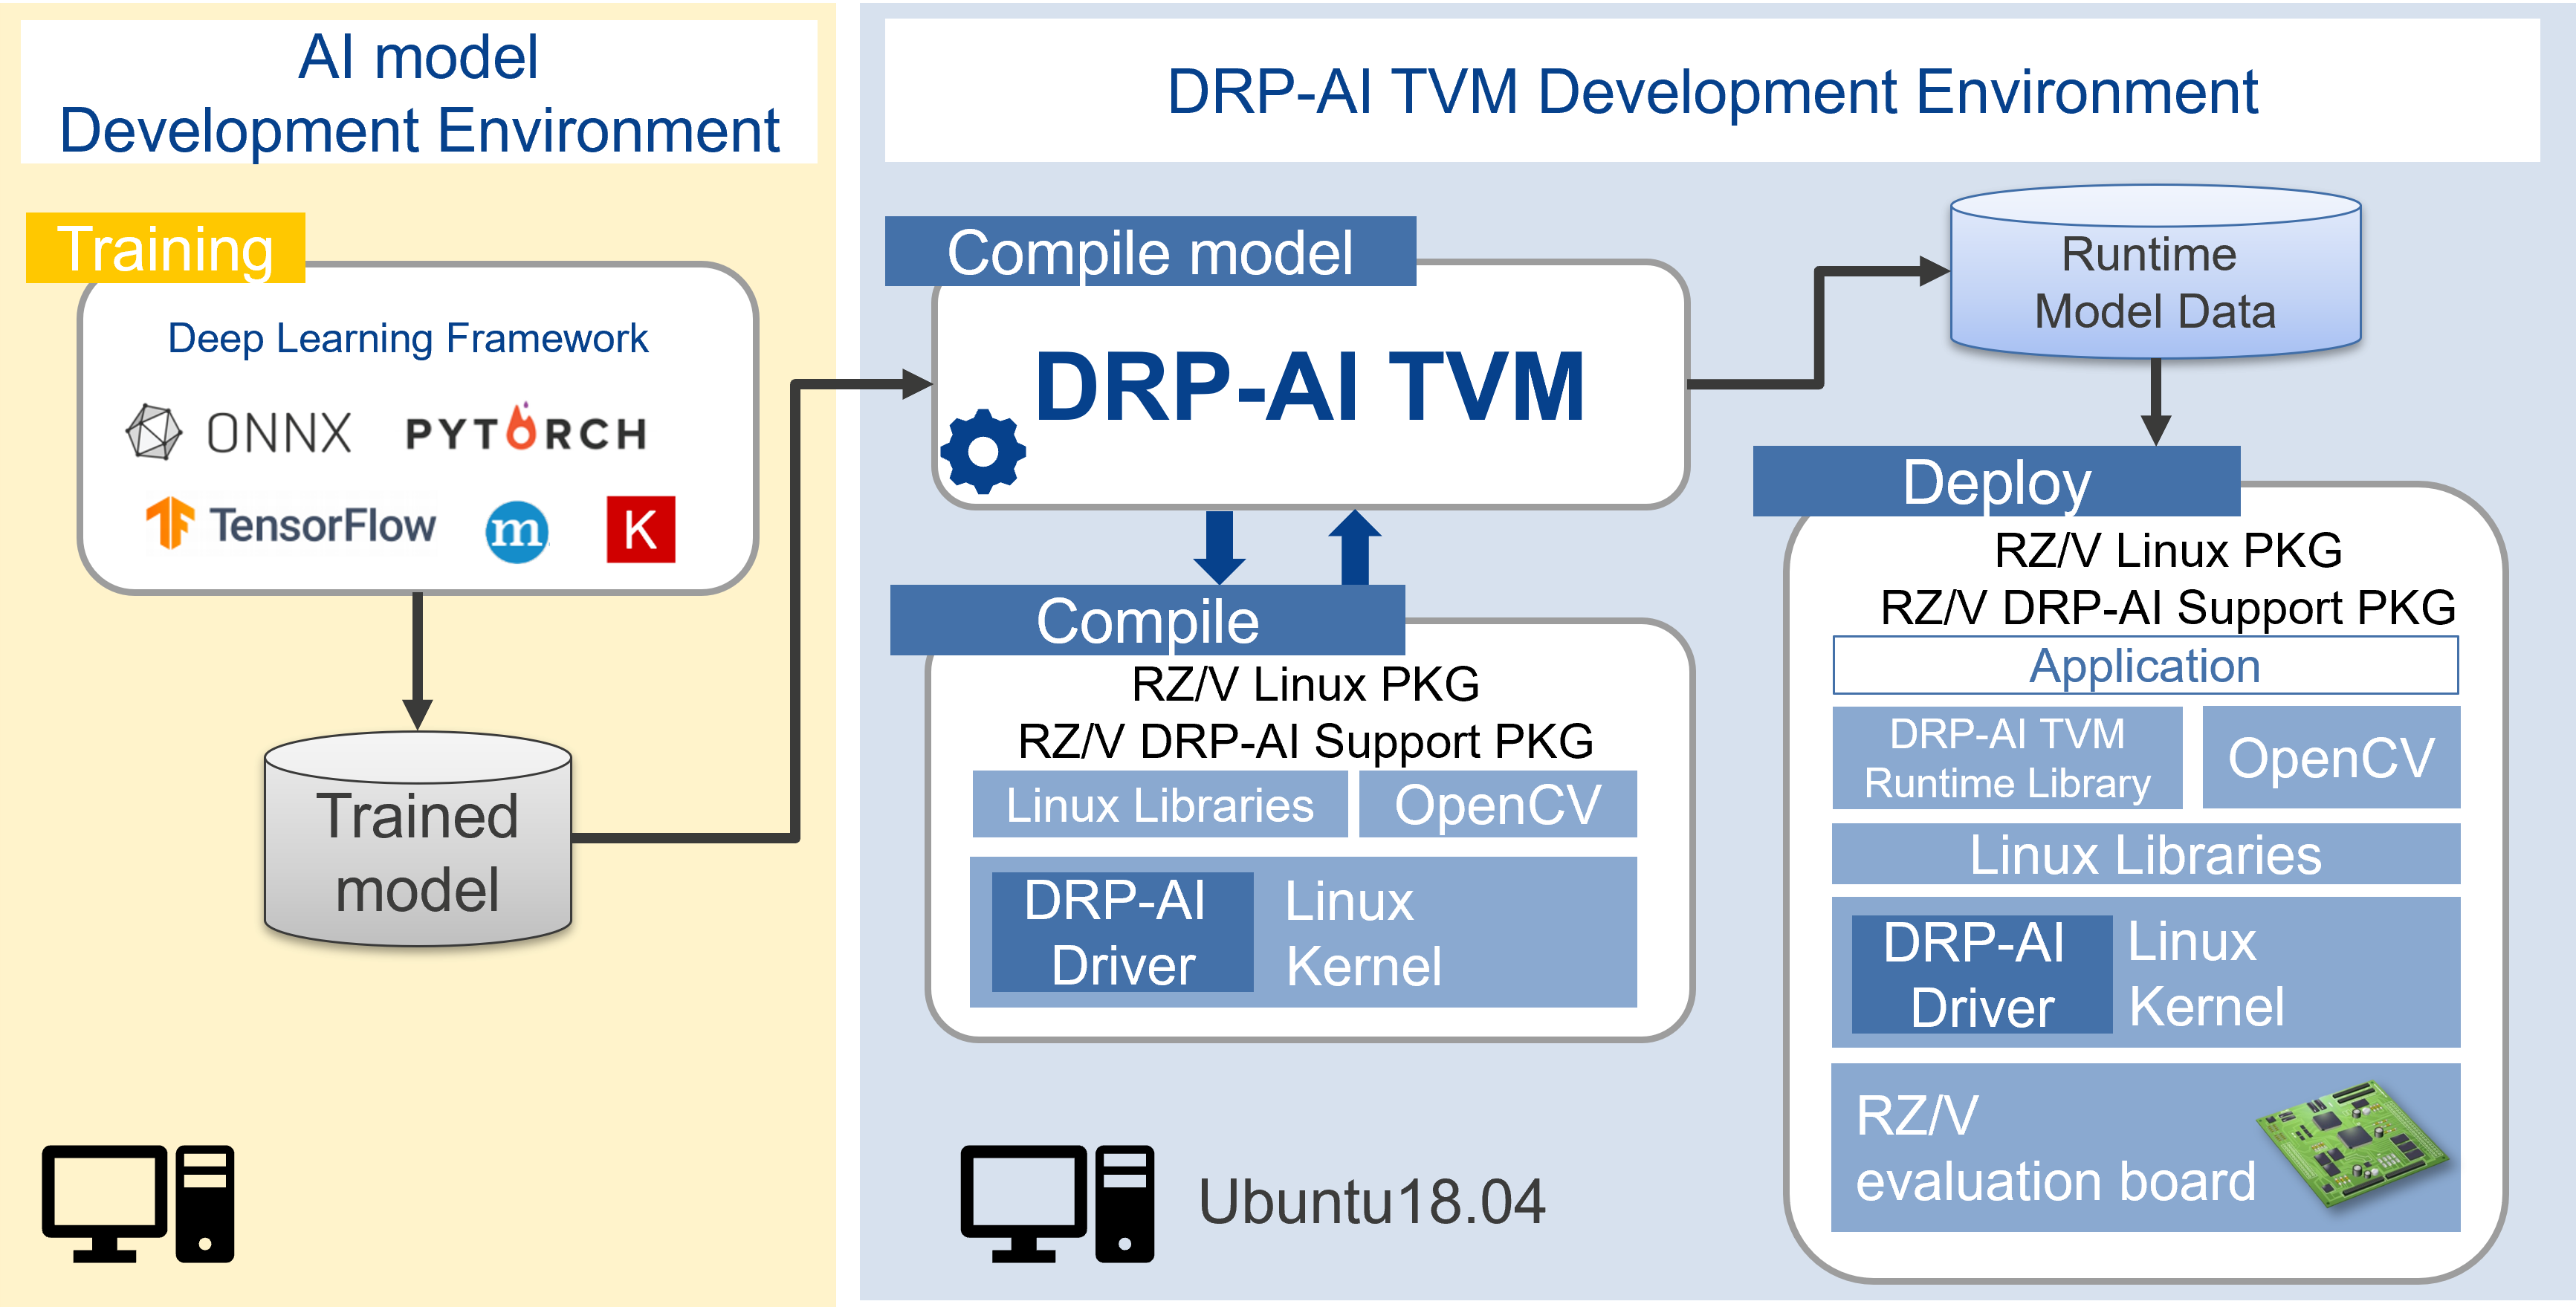 AI model
Development Environment
Training
Deep Learning Framework
ONNX
PYTORCH
TensorFlow
m
K
Trained
model
DRP-AI TVM Development Environment
Compile model
DRP-AI TVM
Compile
RZ/V Linux PKG
RZ/V DRP-AI Support PKG
Linux Libraries
OpenCV
DRP-AI
Driver
Linux
Kernel
Ubuntu18.04
Runtime
Model Data
Deploy
RZ/V Linux PKG
RZ/V DRP-AI Support PKG
Application
DRP-AI TVM
Runtime Library
OpenCV
Linux Libraries
DRP-AI
Driver
Linux
Kernel
RZ/V
evaluation board